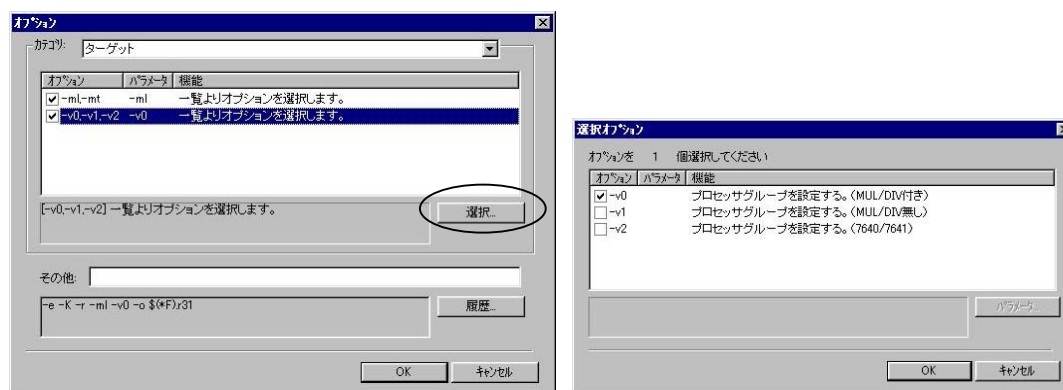 オプション
カテゴリ: ターゲット
オプション パラメータ 機能
-ml,-mt -ml 一覧よりオプションを選択します。
-v0,-v1,-v2 -v0 一覧よりオプションを選択します。
[-v0,-v1,-v2] 一覧よりオプションを選択します。
選択...
その他:
-e -K -r -ml -v0 -o $(*F).r31
履歴...
OK キャンセル
選択オプション
オプションを 1 個選択してください
オプション パラメータ 機能
-v0 プロセッサグループを設定する。(MUL/DIV付き)
-v1 プロセッサグループを設定する。(MUL/DIV無し)
-v2 プロセッサグループを設定する。(7640/7641)
パラメータ...
OK キャンセル